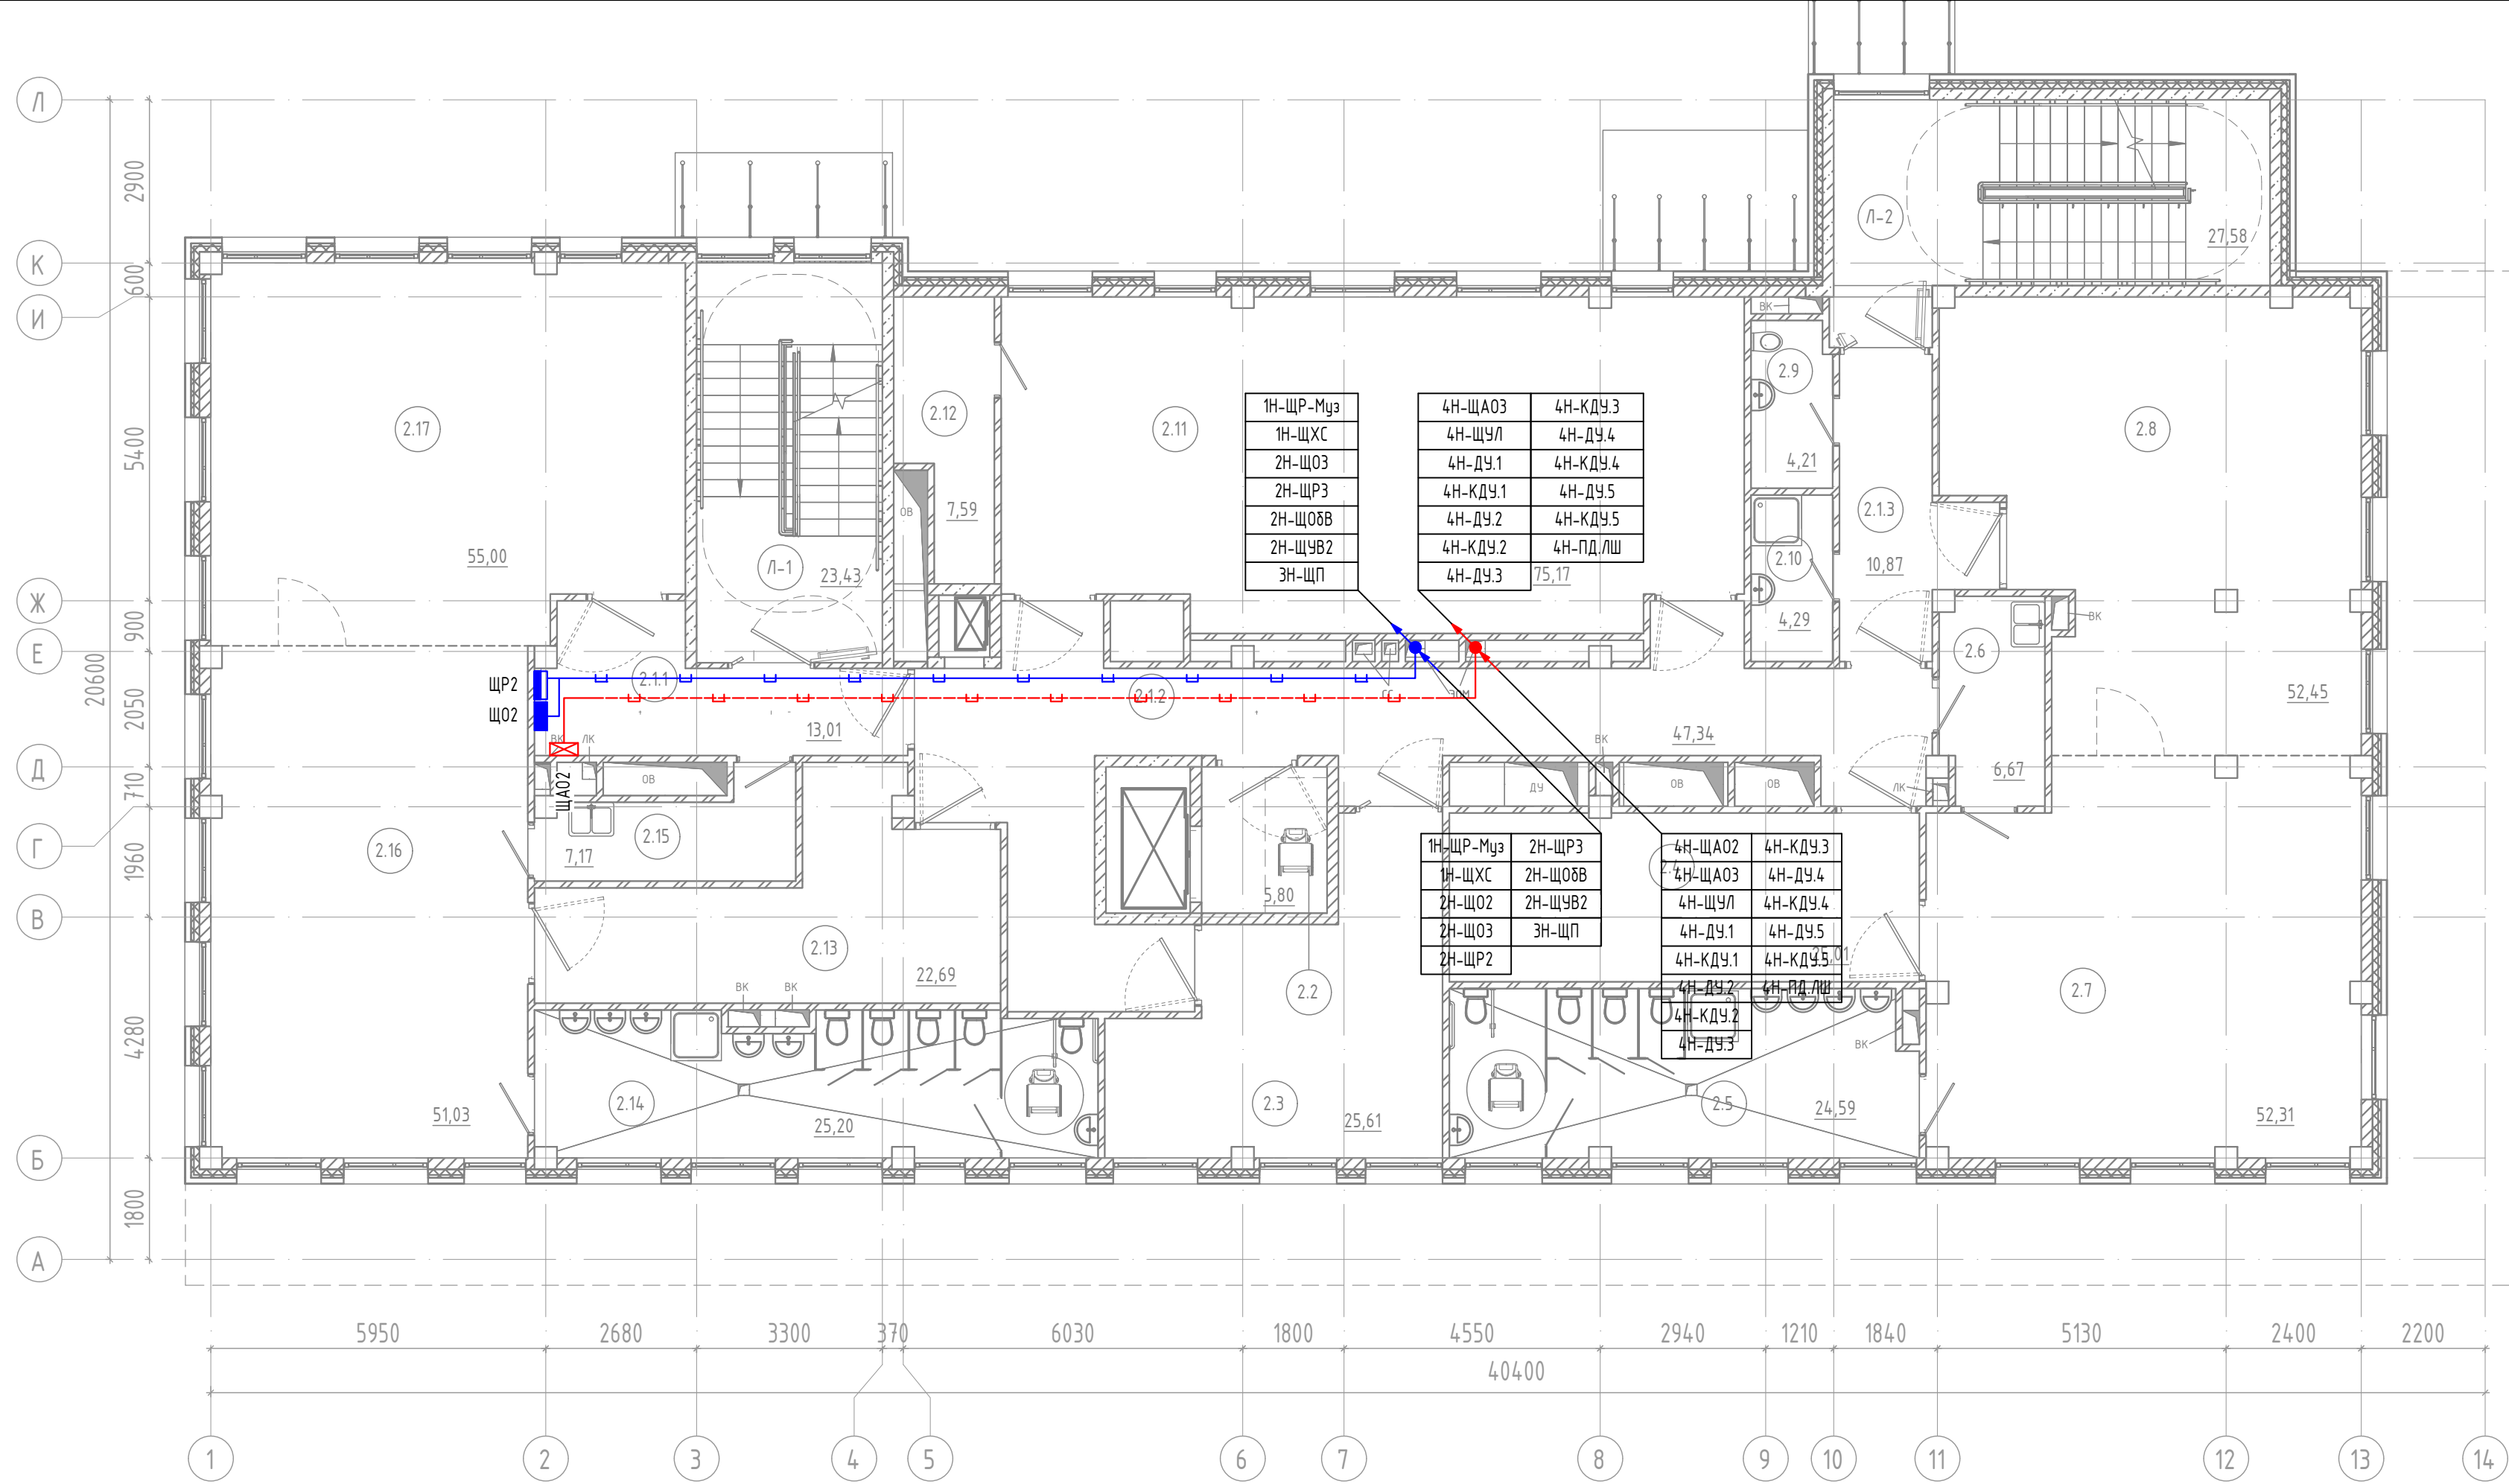 Л
К
И
Ж
Е
Д
Г
В
Б
А
2900
600
5400
900
2050
710
1960
4280
1800
20600
Л-2
27,58
2.17
55,00
Л-1
23,43
2.12
7,59
ОВ
2.11
75,17
ВК
2.9
4,21
2.10
4,29
2.1.3
10,87
2.8
52,45
2.6
6,67
ВК
1Н-ЩР-Муз
1Н-ЩХС
2Н-ЩО3
2Н-ЩР3
2Н-ЩОбВ
2Н-ЩУВ2
3Н-ЩП
4Н-ЩАО3 4Н-КДУ.3
4Н-ЩУЛ 4Н-ДУ.4
4Н-ДУ.1 4Н-КДУ.4
4Н-КДУ.1 4Н-ДУ.5
4Н-ДУ.2 4Н-КДУ.5
4Н-КДУ.2 4Н-ПД.ЛШ
4Н-ДУ.3
ЩР2
ЩО2
ЩАО2
2.1.1
13,01
2.1.2
СС
ЭОМ
47,34
ВК
ЛК
ОВ
ВК
ДУ
ОВ
ОВ
ЛК
2.16
51,03
2.15
7,17
2.13
22,69
5,80
2.2
1Н-ЩР-Муз 2Н-ЩР3
1Н-ЩХС 2Н-ЩОбВ
2Н-ЩО2 2Н-ЩУВ2
2Н-ЩО3 3Н-ЩП
2Н-ЩР2
4Н-ЩАО2 4Н-КДУ.3
4Н-ЩАО3 4Н-ДУ.4
4Н-ЩУЛ 4Н-КДУ.4
4Н-ДУ.1 4Н-ДУ.5
4Н-КДУ.1 4Н-КДУ.5
4Н-ДУ.2 4Н-ПД.ЛШ
4Н-КДУ.2
4Н-ДУ.3
2.4
25,01
2.7
52,31
ВК
ВК
2.14
25,20
2.3
25,61
2.5
24,59
ВК
5950 2680 3300 370 6030 1800 4550 2940 1210 1840 5130 2400 2200
40400
1 2 3 4 5 6 7 8 9 10 11 12 13 14